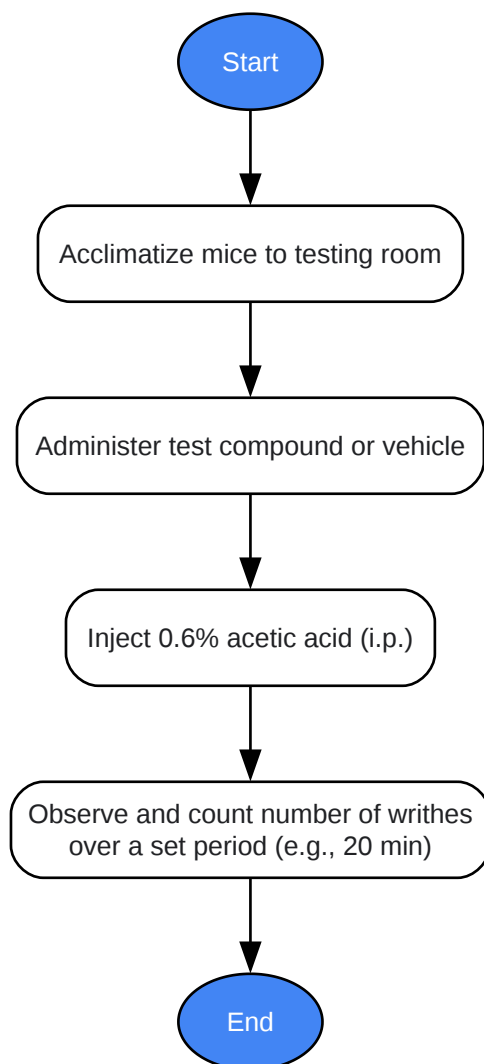 Start
Acclimatize mice to testing room
Administer test compound or vehicle
Inject 0.6% acetic acid (i.p.)
Observe and count number of writhes
over a set period (e.g., 20 min)
End